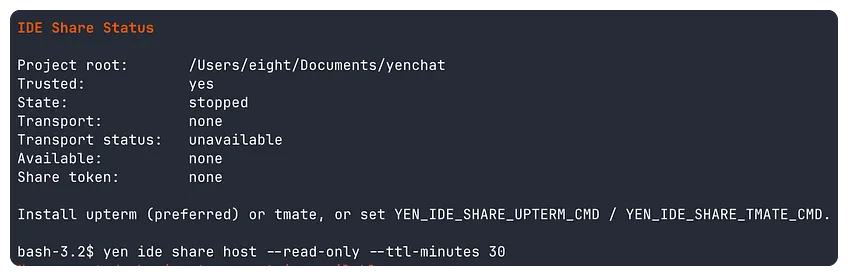 IDE Share Status
Project root: /Users/eight/Documents/yenchat
Trusted: yes
State: stopped
Transport: none
Transport status: unavailable
Available: none
Share token: none
Install upterm (preferred) or tmate, or set YEN_IDE_SHARE_UPTERM_CMD / YEN_IDE_SHARE_TMATE_CMD.
bash-3.2$ yen ide share host --read-only --ttl-minutes 30